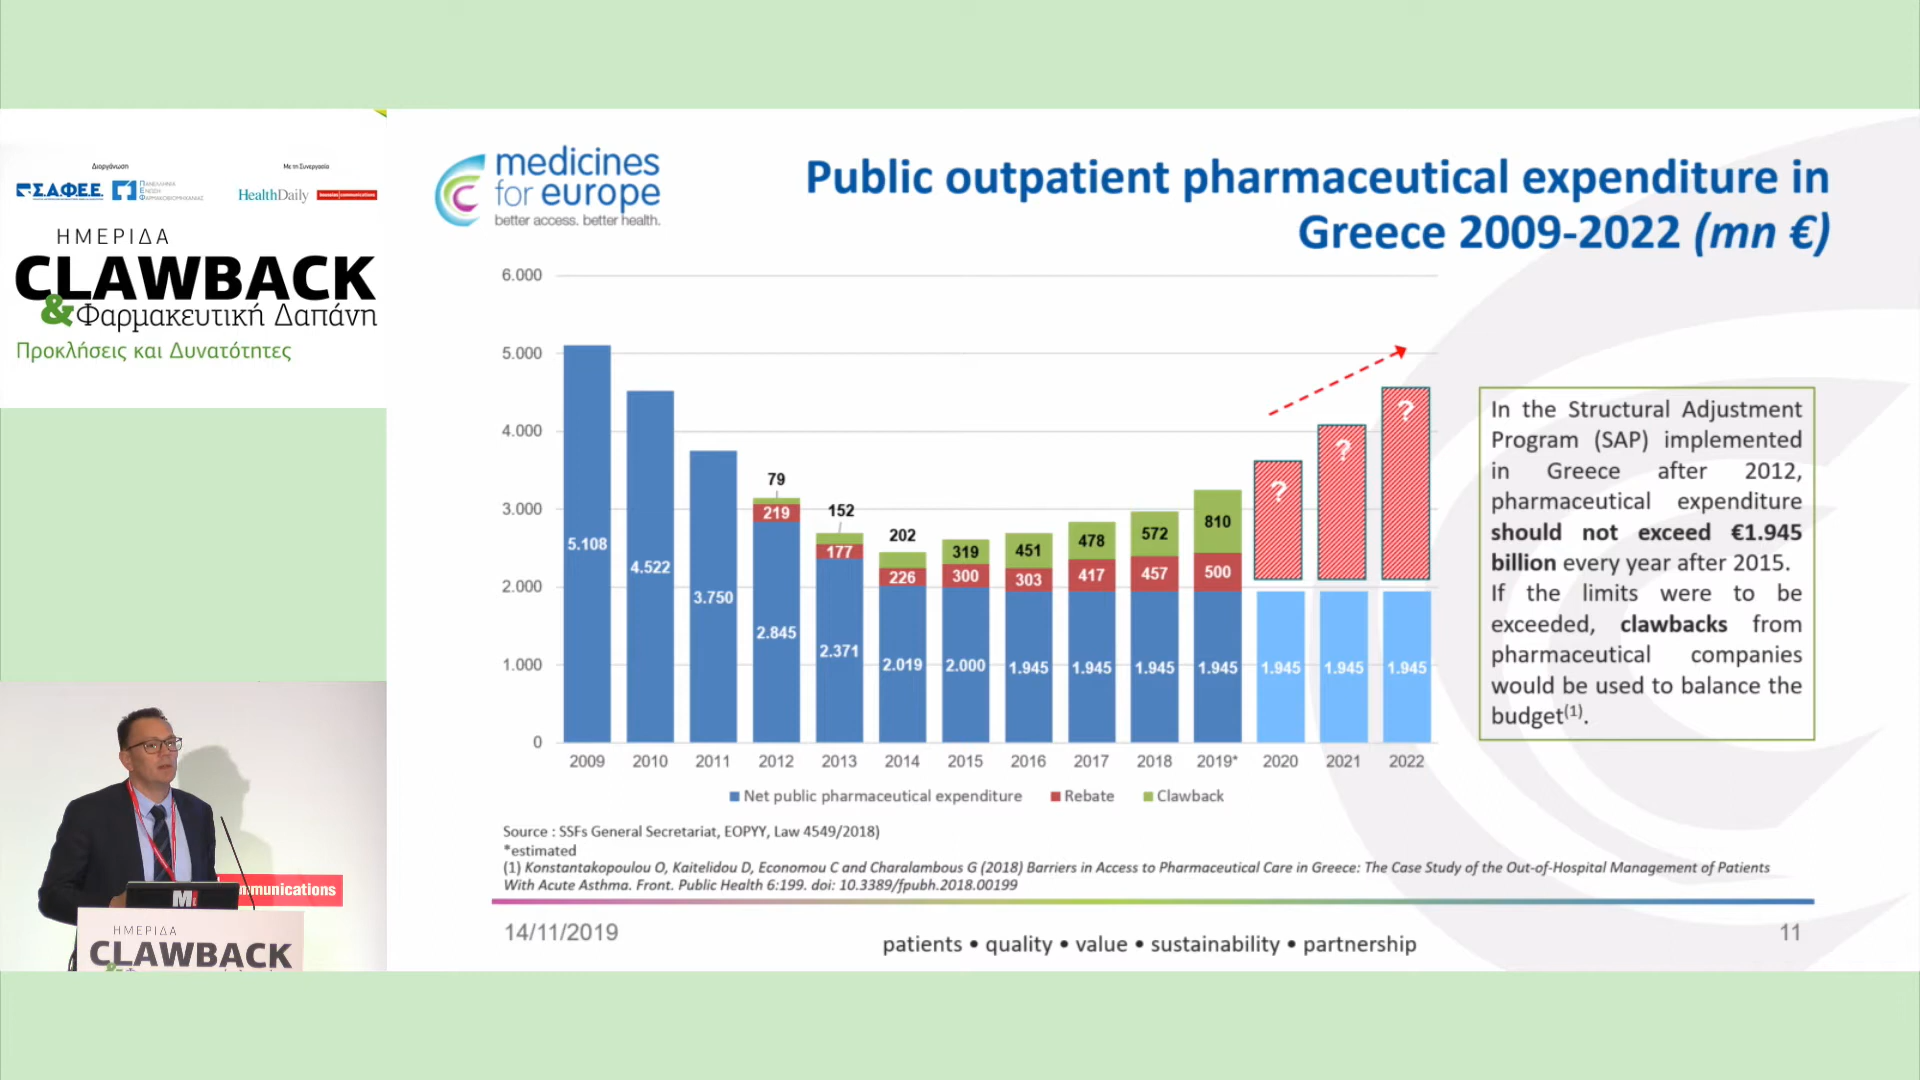 Διοργάνωση
Με τη Συνεργασία
Σ.Α.Φ.Ε.Ε.
ΠΑΝΕΛΛΗΝΙΑ
ΕΝΩΣΗ
ΦΑΡΜΑΚΟΒΙΟΜΗΧΑΝΙΑΣ
HealthDaily
ΗΜΕΡΙΔΑ
CLAWBACK
& Φαρμακευτική Δαπάνη
Προκλήσεις και Δυνατότητες
medicines
for europe
better access. better health.
Public outpatient pharmaceutical expenditure in
Greece 2009-2022 (mn €)
6.000
5.000
4.000
3.000
2.000
1.000
0
5.108
4.522
3.750
79
219
2.845
152
177
2.371
202
226
2.019
319
300
2.000
451
303
1.945
478
417
1.945
572
457
1.945
810
500
1.945
?
1.945
?
1.945
?
1.945
2009 2010 2011 2012 2013 2014 2015 2016 2017 2018 2019* 2020 2021 2022
Net public pharmaceutical expenditure Rebate Clawback
In the Structural Adjustment
Program (SAP) implemented
in Greece after 2012,
pharmaceutical expenditure
should not exceed €1.945
billion every year after 2015.
If the limits were to be
exceeded, clawbacks from
pharmaceutical companies
would be used to balance the
budget(1).
Source : SSFs General Secretariat, EOPYY, Law 4549/2018)
*estimated
(1) Konstantakopoulou O, Kaitelidou D, Economou C and Charalambous G (2018) Barriers in Access to Pharmaceutical Care in Greece: The Case Study of the Out-of-Hospital Management of Patients
With Acute Asthma. Front. Public Health 6:199. doi: 10.3389/fpubh.2018.00199
14/11/2019
patients • quality • value • sustainability • partnership
11
mmunications
ΗΜΕΡΙΔΑ
CLAWBACK